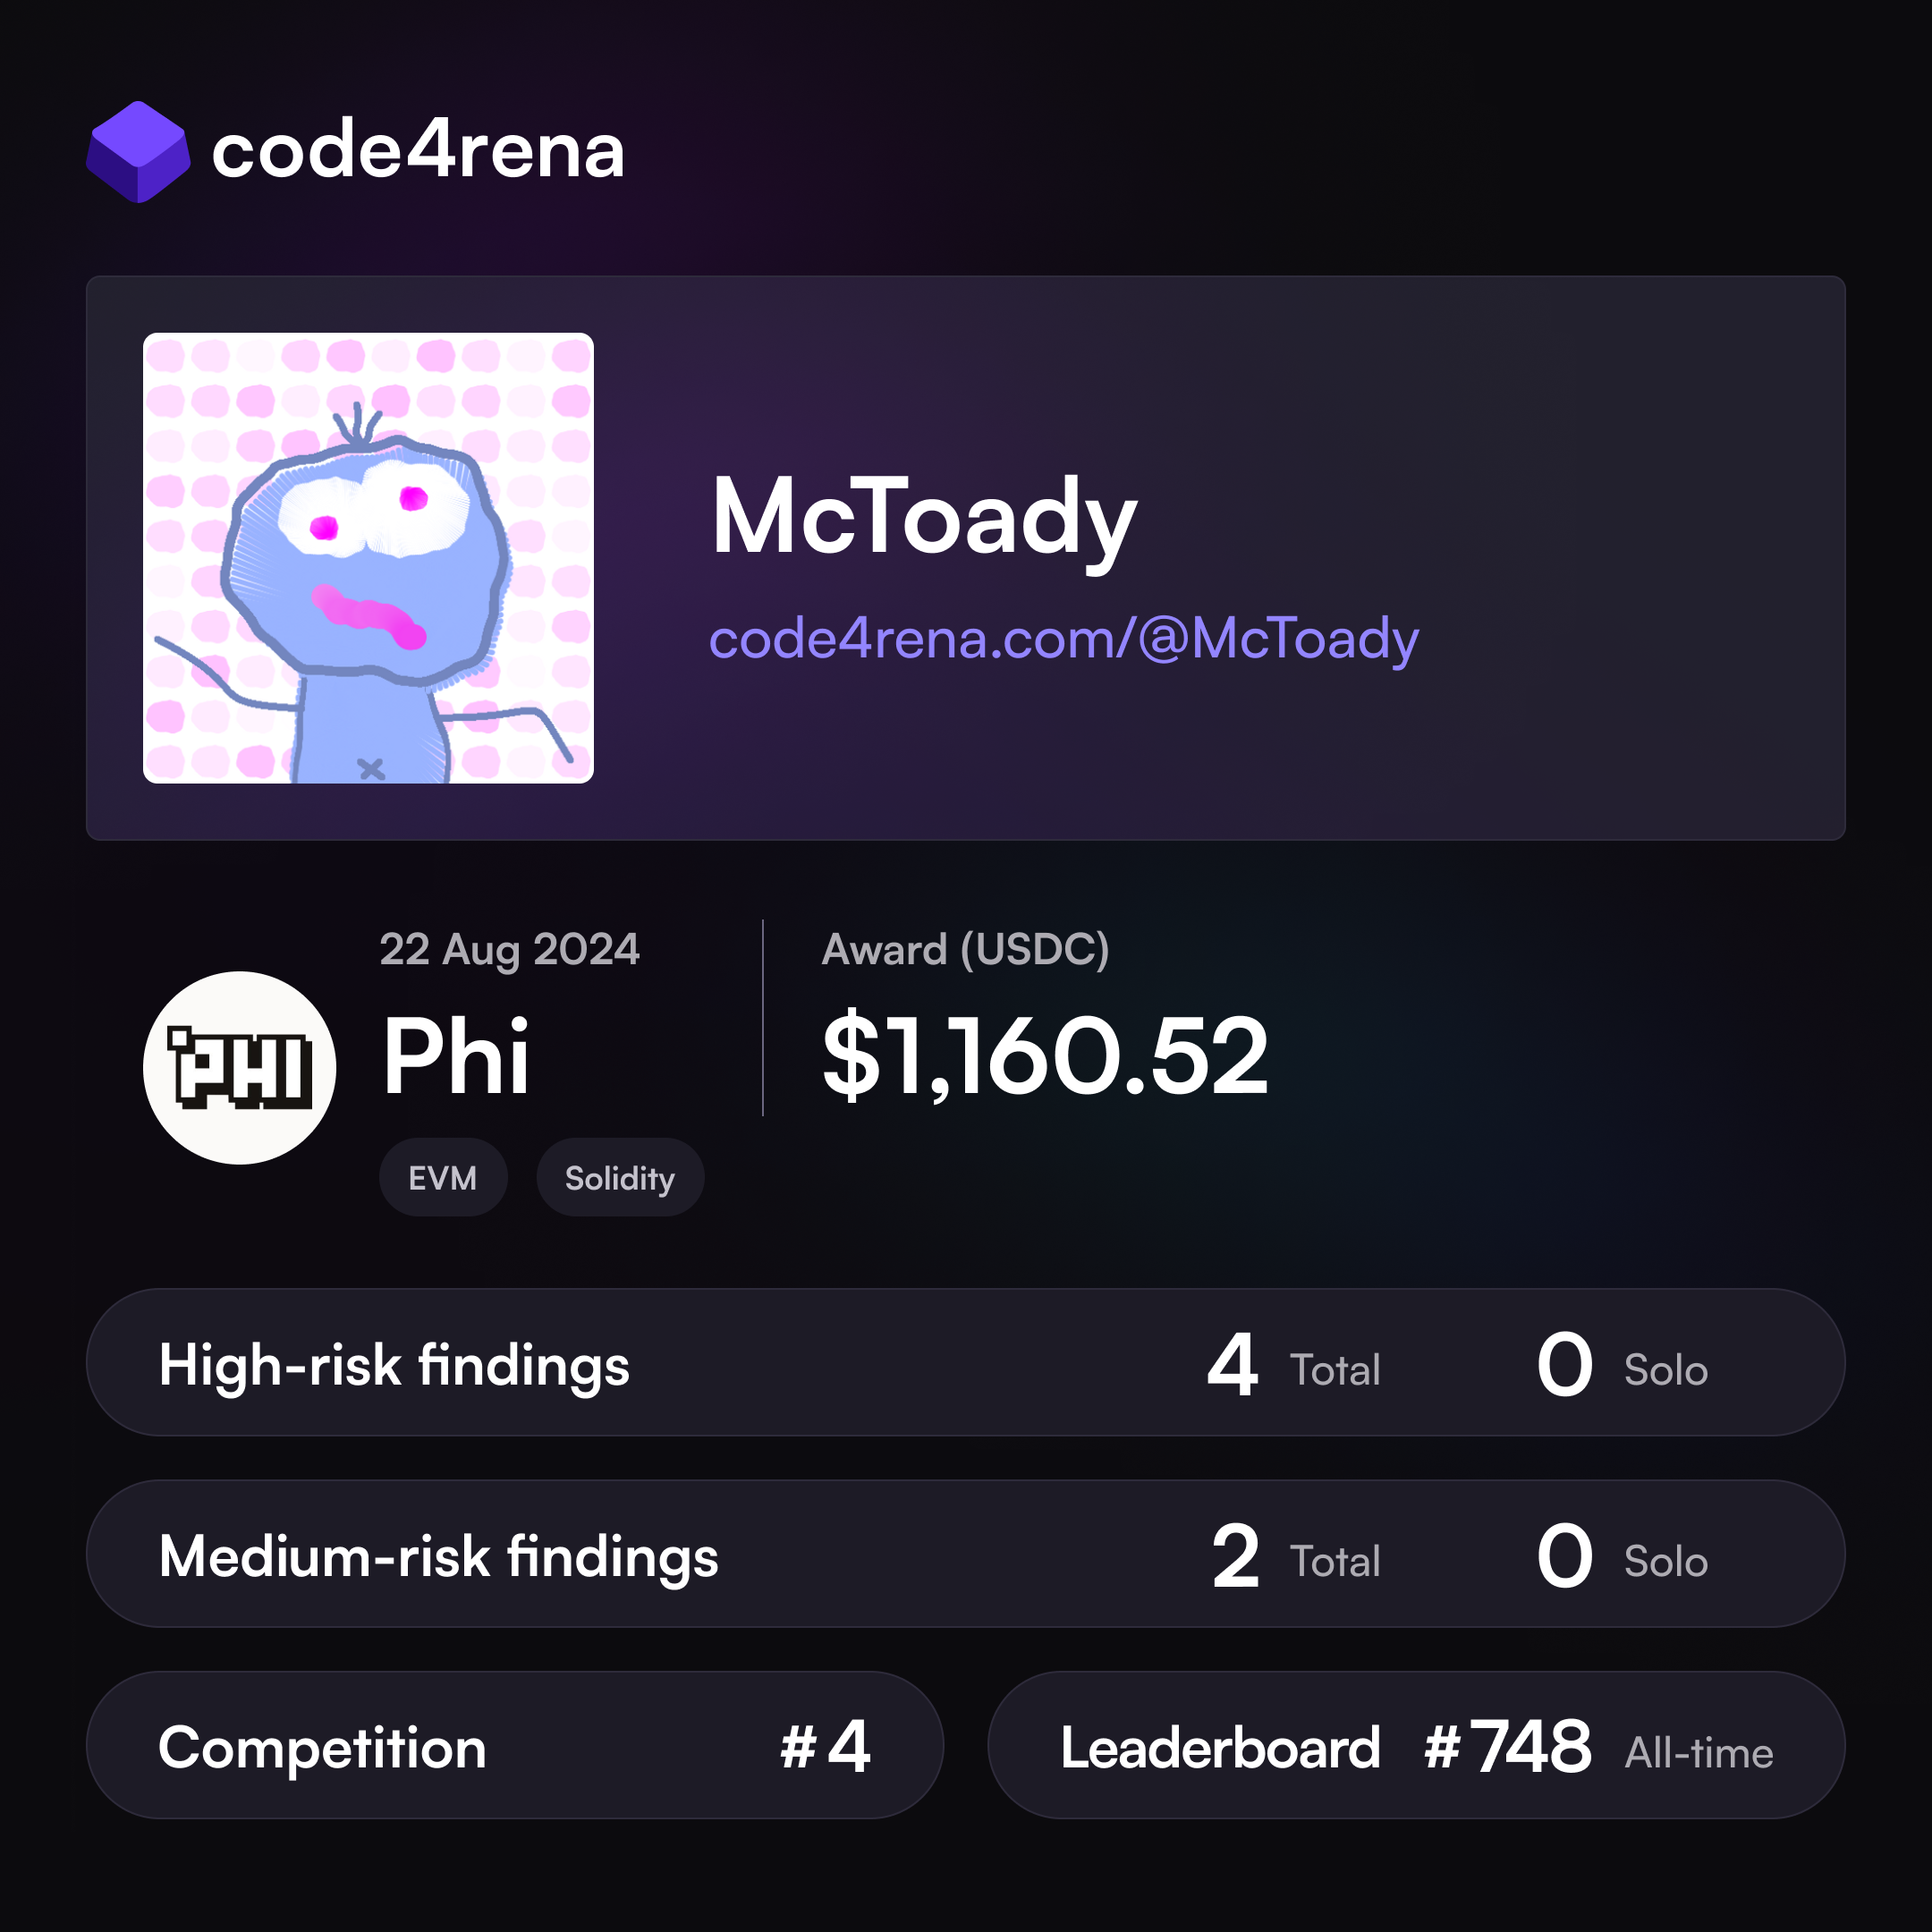 code4rena
McToady
code4rena.com/@McToady
22 Aug 2024
Phi
PHI
EVM
Solidity
Award (USDC)
$1,160.52
High-risk findings 4 Total 0 Solo
Medium-risk findings 2 Total 0 Solo
Competition #4
Leaderboard #748 All-time